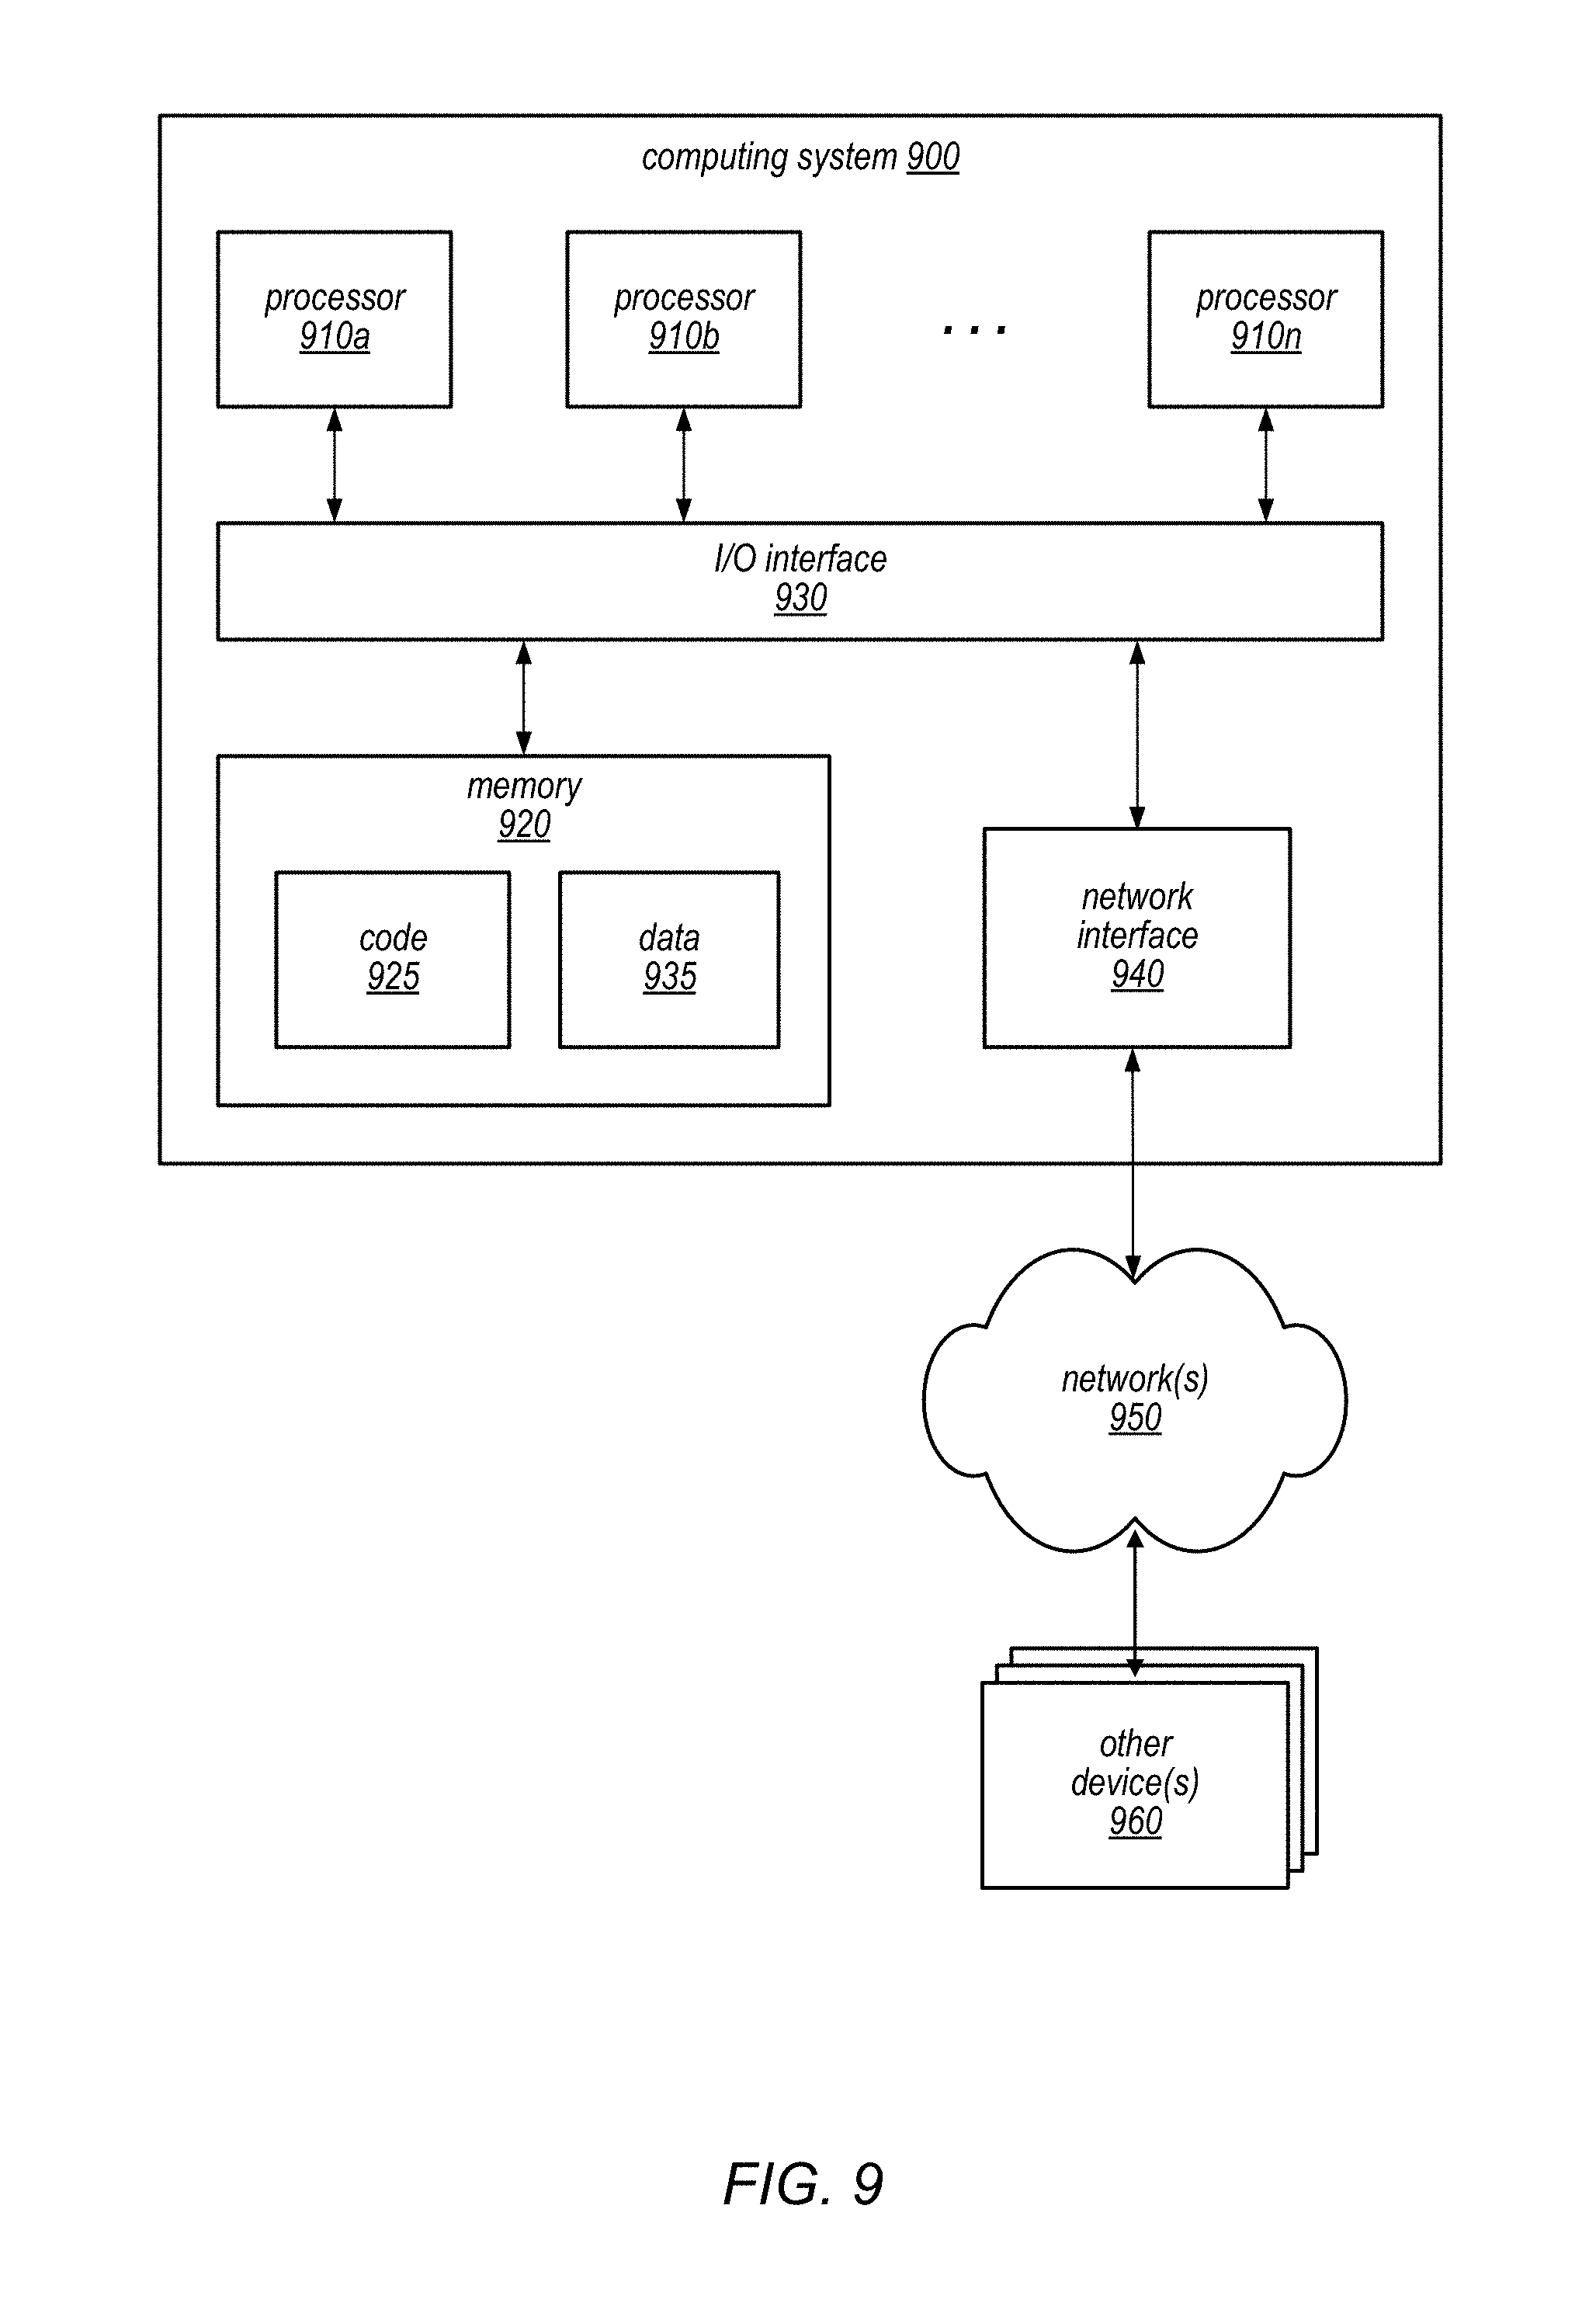 computing system 900
processor
910a
processor
910b
. . .
processor
910n
I/O interface
930
memory
920
code
925
data
935
network
interface
940
network(s)
950
other
device(s)
960
FIG. 9